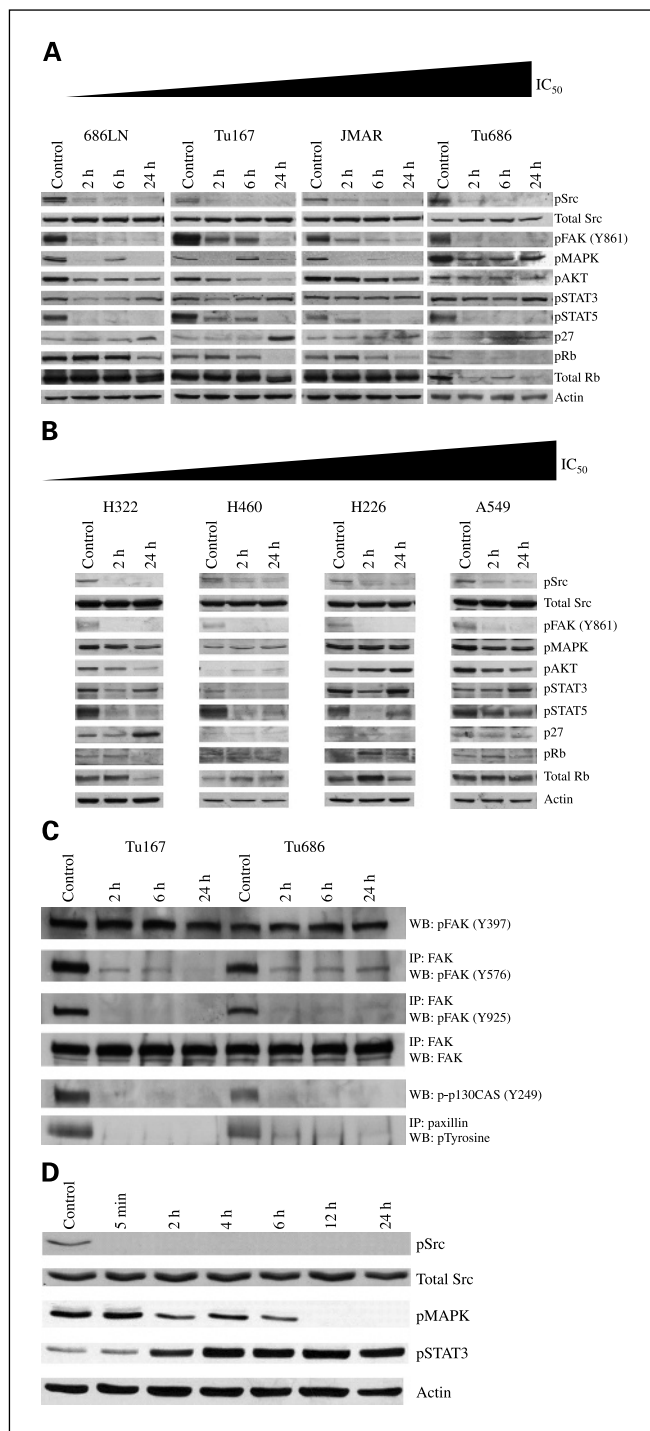 A
IC50
686LN Tu167 JMAR Tu686
Control 2 h 6 h 24 h Control 2 h 6 h 24 h Control 2 h 6 h 24 h Control 2 h 6 h 24 h
pSrc
Total Src
pFAK (Y861)
pMAPK
pAKT
pSTAT3
pSTAT5
p27
pRb
Total Rb
Actin
B
IC50
H322 H460 H226 A549
Control 2 h 24 h Control 2 h 24 h Control 2 h 24 h Control 2 h 24 h
pSrc
Total Src
pFAK (Y861)
pMAPK
pAKT
pSTAT3
pSTAT5
p27
pRb
Total Rb
Actin
C
Tu167 Tu686
Control 2 h 6 h 24 h Control 2 h 6 h 24 h
WB: pFAK (Y397)
IP: FAK
WB: pFAK (Y576)
IP: FAK
WB: pFAK (Y925)
IP: FAK
WB: FAK
WB: p-p130CAS (Y249)
IP: paxillin
WB: pTyrosine
D
Control 5 min 2 h 4 h 6 h 12 h 24 h
pSrc
Total Src
pMAPK
pSTAT3
Actin